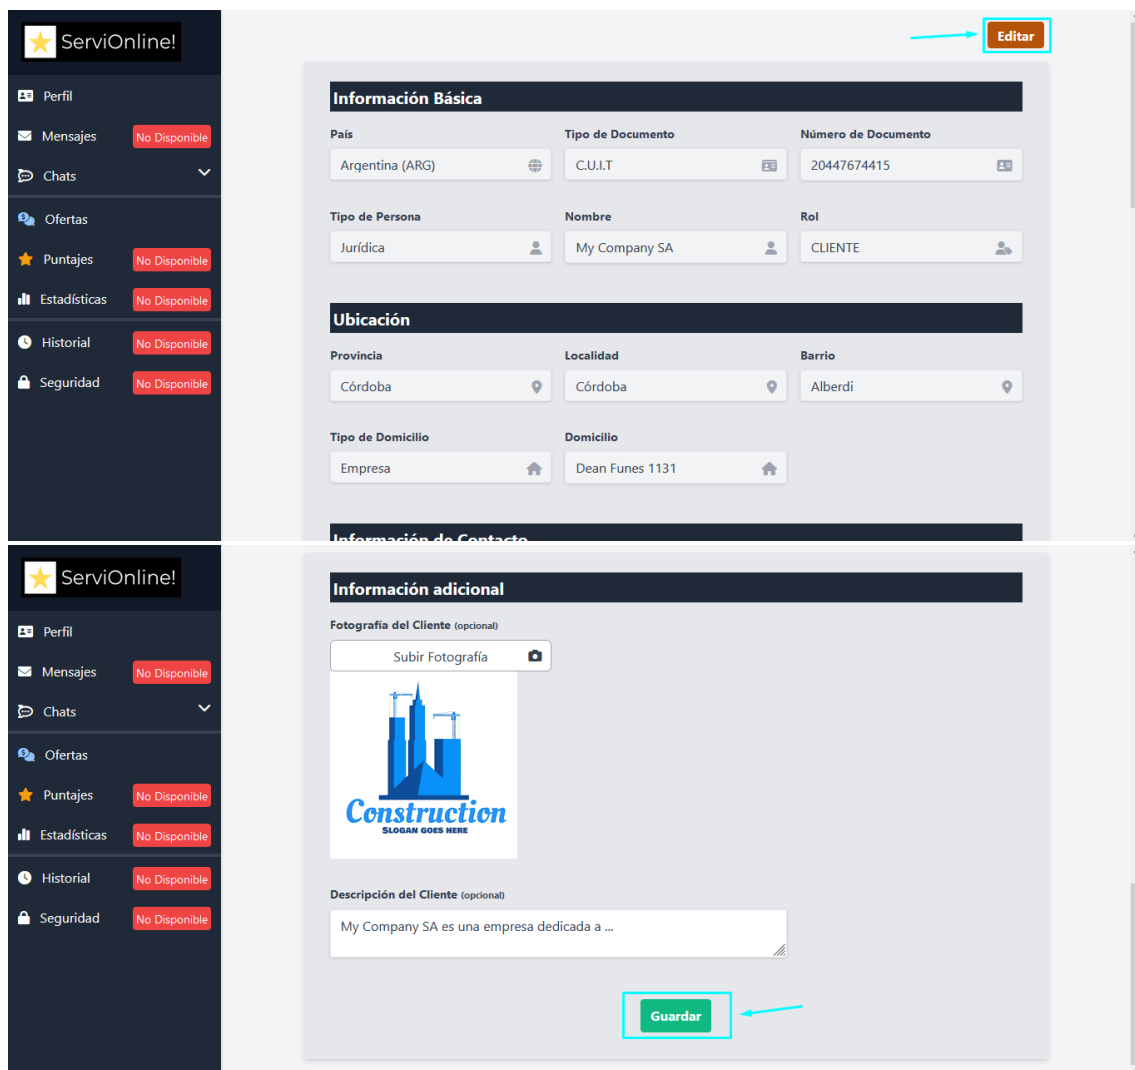 ServiOnline!
Editar
Perfil
Mensajes No Disponible
Chats
Ofertas
Puntajes No Disponible
Estadísticas No Disponible
Historial No Disponible
Seguridad No Disponible
Información Básica
País Tipo de Documento Número de Documento
Argentina (ARG) C.U.I.T 20447674415
Tipo de Persona Nombre Rol
Jurídica My Company SA CLIENTE
Ubicación
Provincia Localidad Barrio
Córdoba Córdoba Alberdi
Tipo de Domicilio Domicilio
Empresa Dean Funes 1131
Información de Contacto
ServiOnline!
Perfil
Mensajes No Disponible
Chats
Ofertas
Puntajes No Disponible
Estadísticas No Disponible
Historial No Disponible
Seguridad No Disponible
Información adicional
Fotografía del Cliente (opcional)
Subir Fotografía
Construction
SLOGAN GOES HERE
Descripción del Cliente (opcional)
My Company SA es una empresa dedicada a ...
Guardar